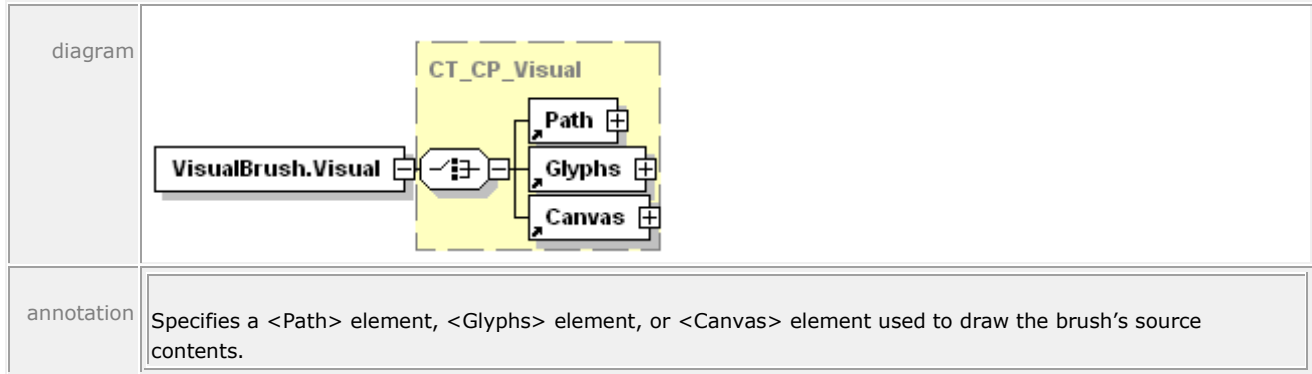 diagram
CT_CP_Visual
Path
VisualBrush.Visual
Glyphs
Canvas
annotation
Specifies a <Path> element, <Glyphs> element, or <Canvas> element used to draw the brush’s source
contents.